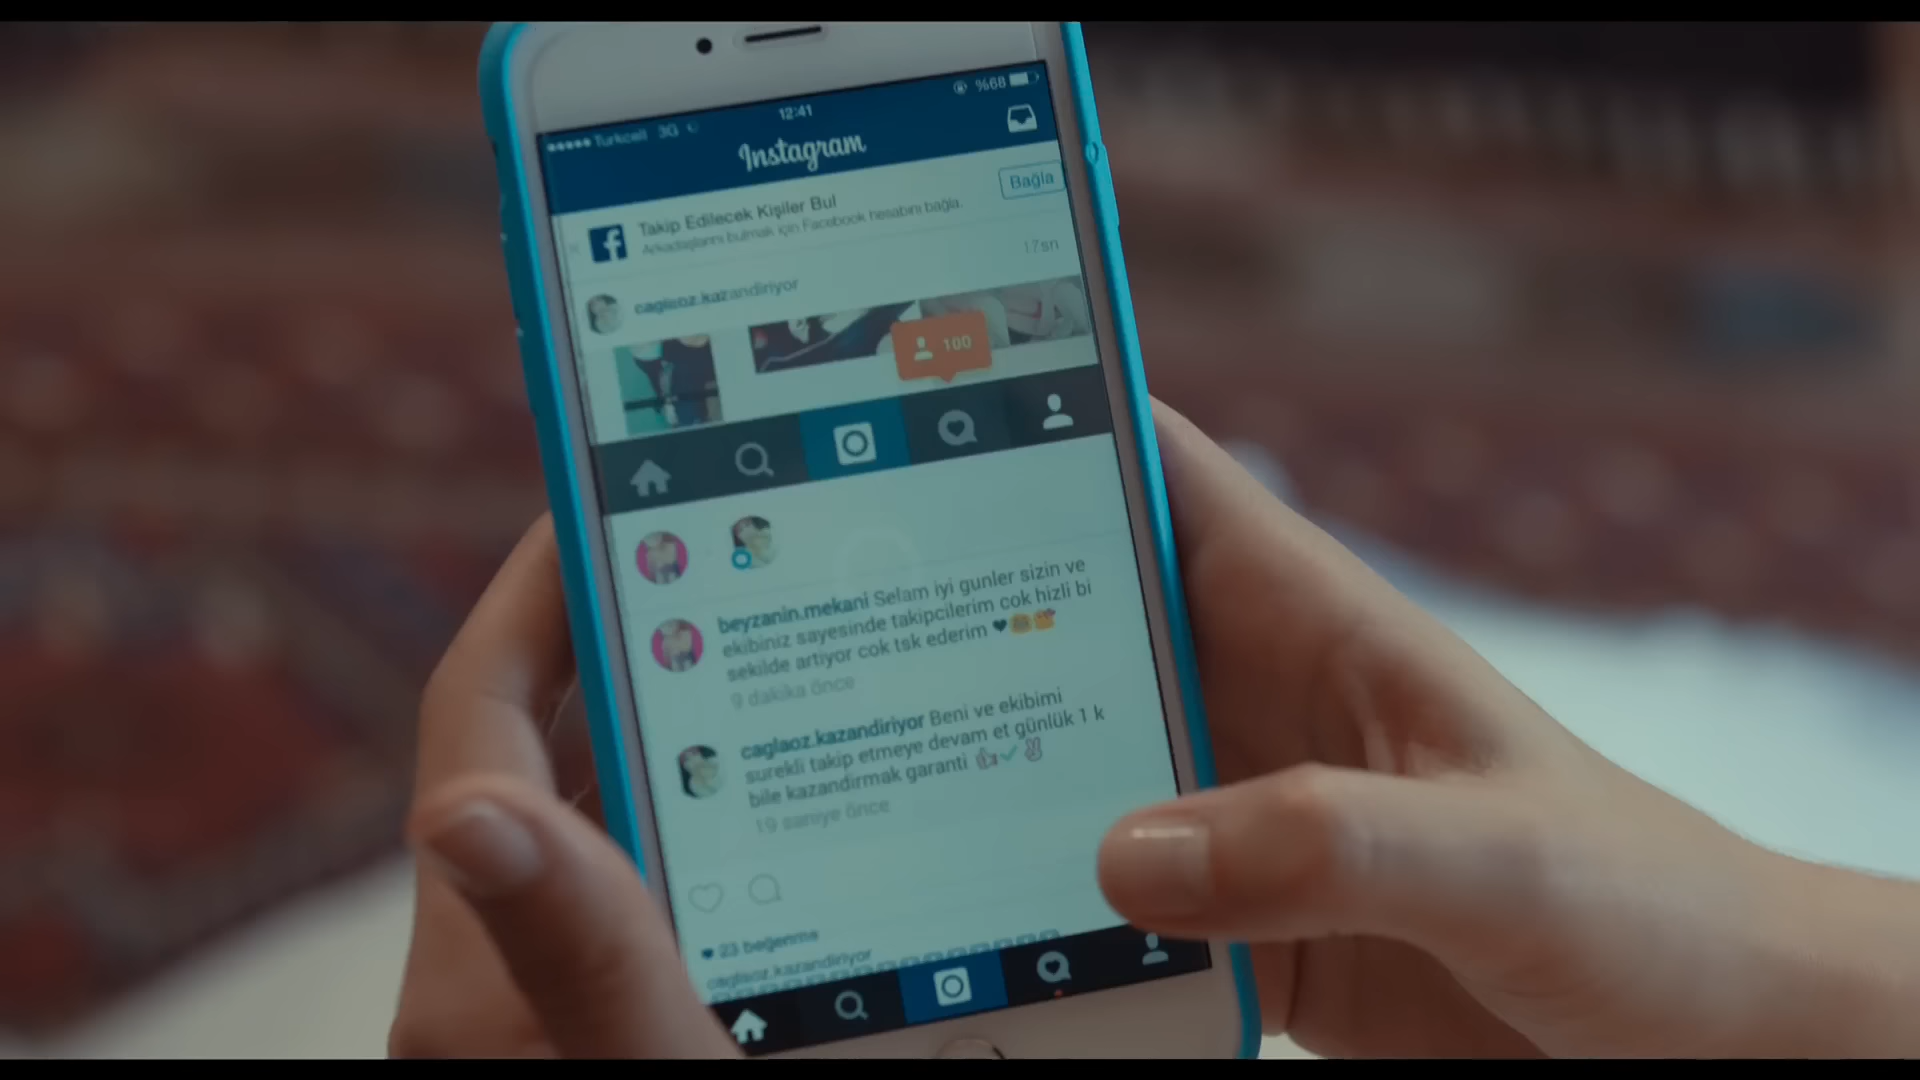 Turkcell 3G
12:41
%68
Instagram
Takip Edilecek Kişiler Bul
Arkadaşlarını bulmak için Facebook hesabını bağla.
Bağla
caglaoz.kazandiriyor
17sn
100
beyzanin.mekani Selam iyi gunler sizin ve
ekibiniz sayesinde takipcilerim cok hizli bi
sekilde artiyor cok tsk ederim
9 dakika önce
caglaoz.kazandiriyor Beni ve ekibimi
surekli takip etmeye devam et günlük 1 k
bile kazandirmak garanti
19 saniye önce
23 beğenme
caglaoz.kazandiriyor